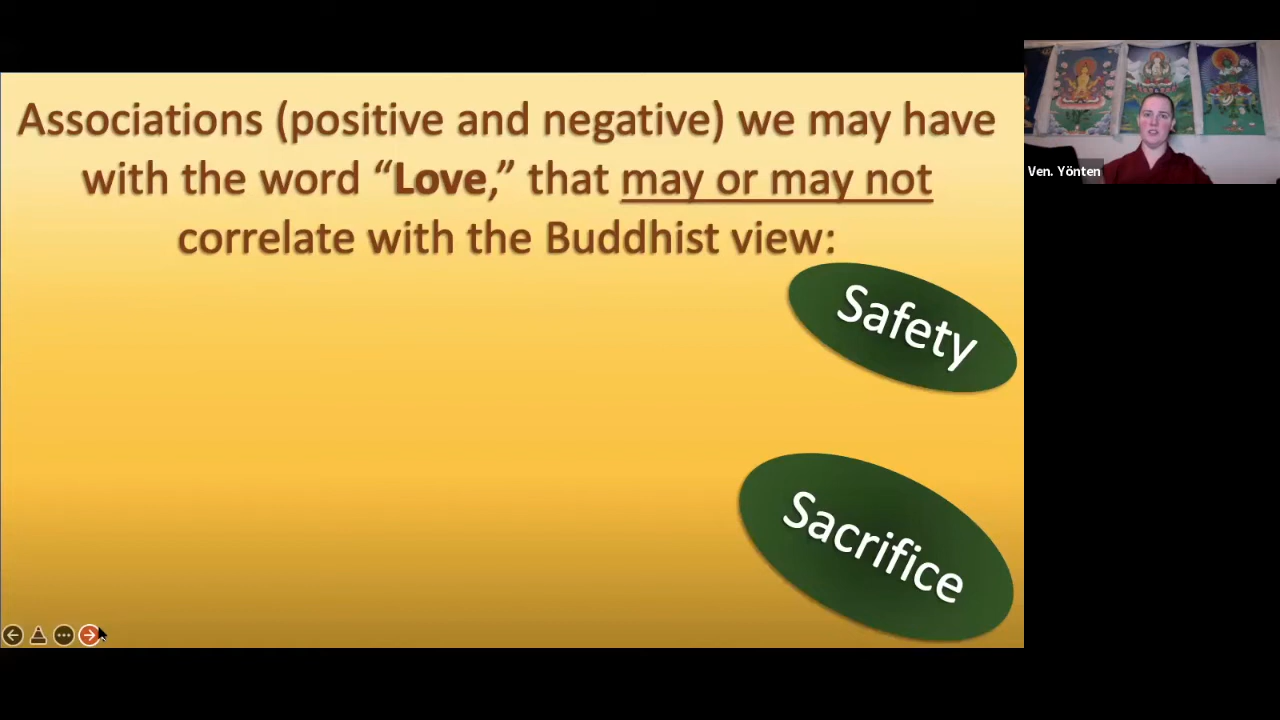 Associations (positive and negative) we may have
with the word “Love,” that may or may not
correlate with the Buddhist view:
Safety
Sacrifice
Ven. Yönten